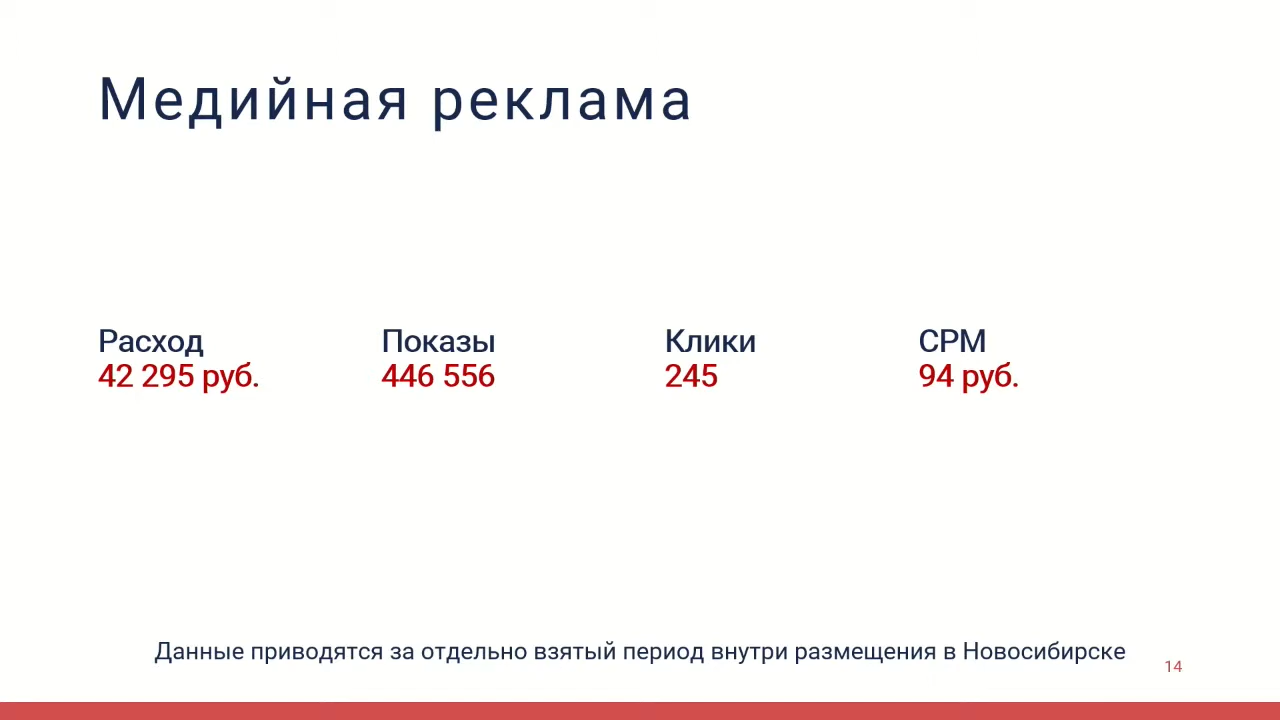 Медийная реклама
Расход
42 295 руб.
Показы
446 556
Клики
245
CPM
94 руб.
Данные приводятся за отдельно взятый период внутри размещения в Новосибирске
14